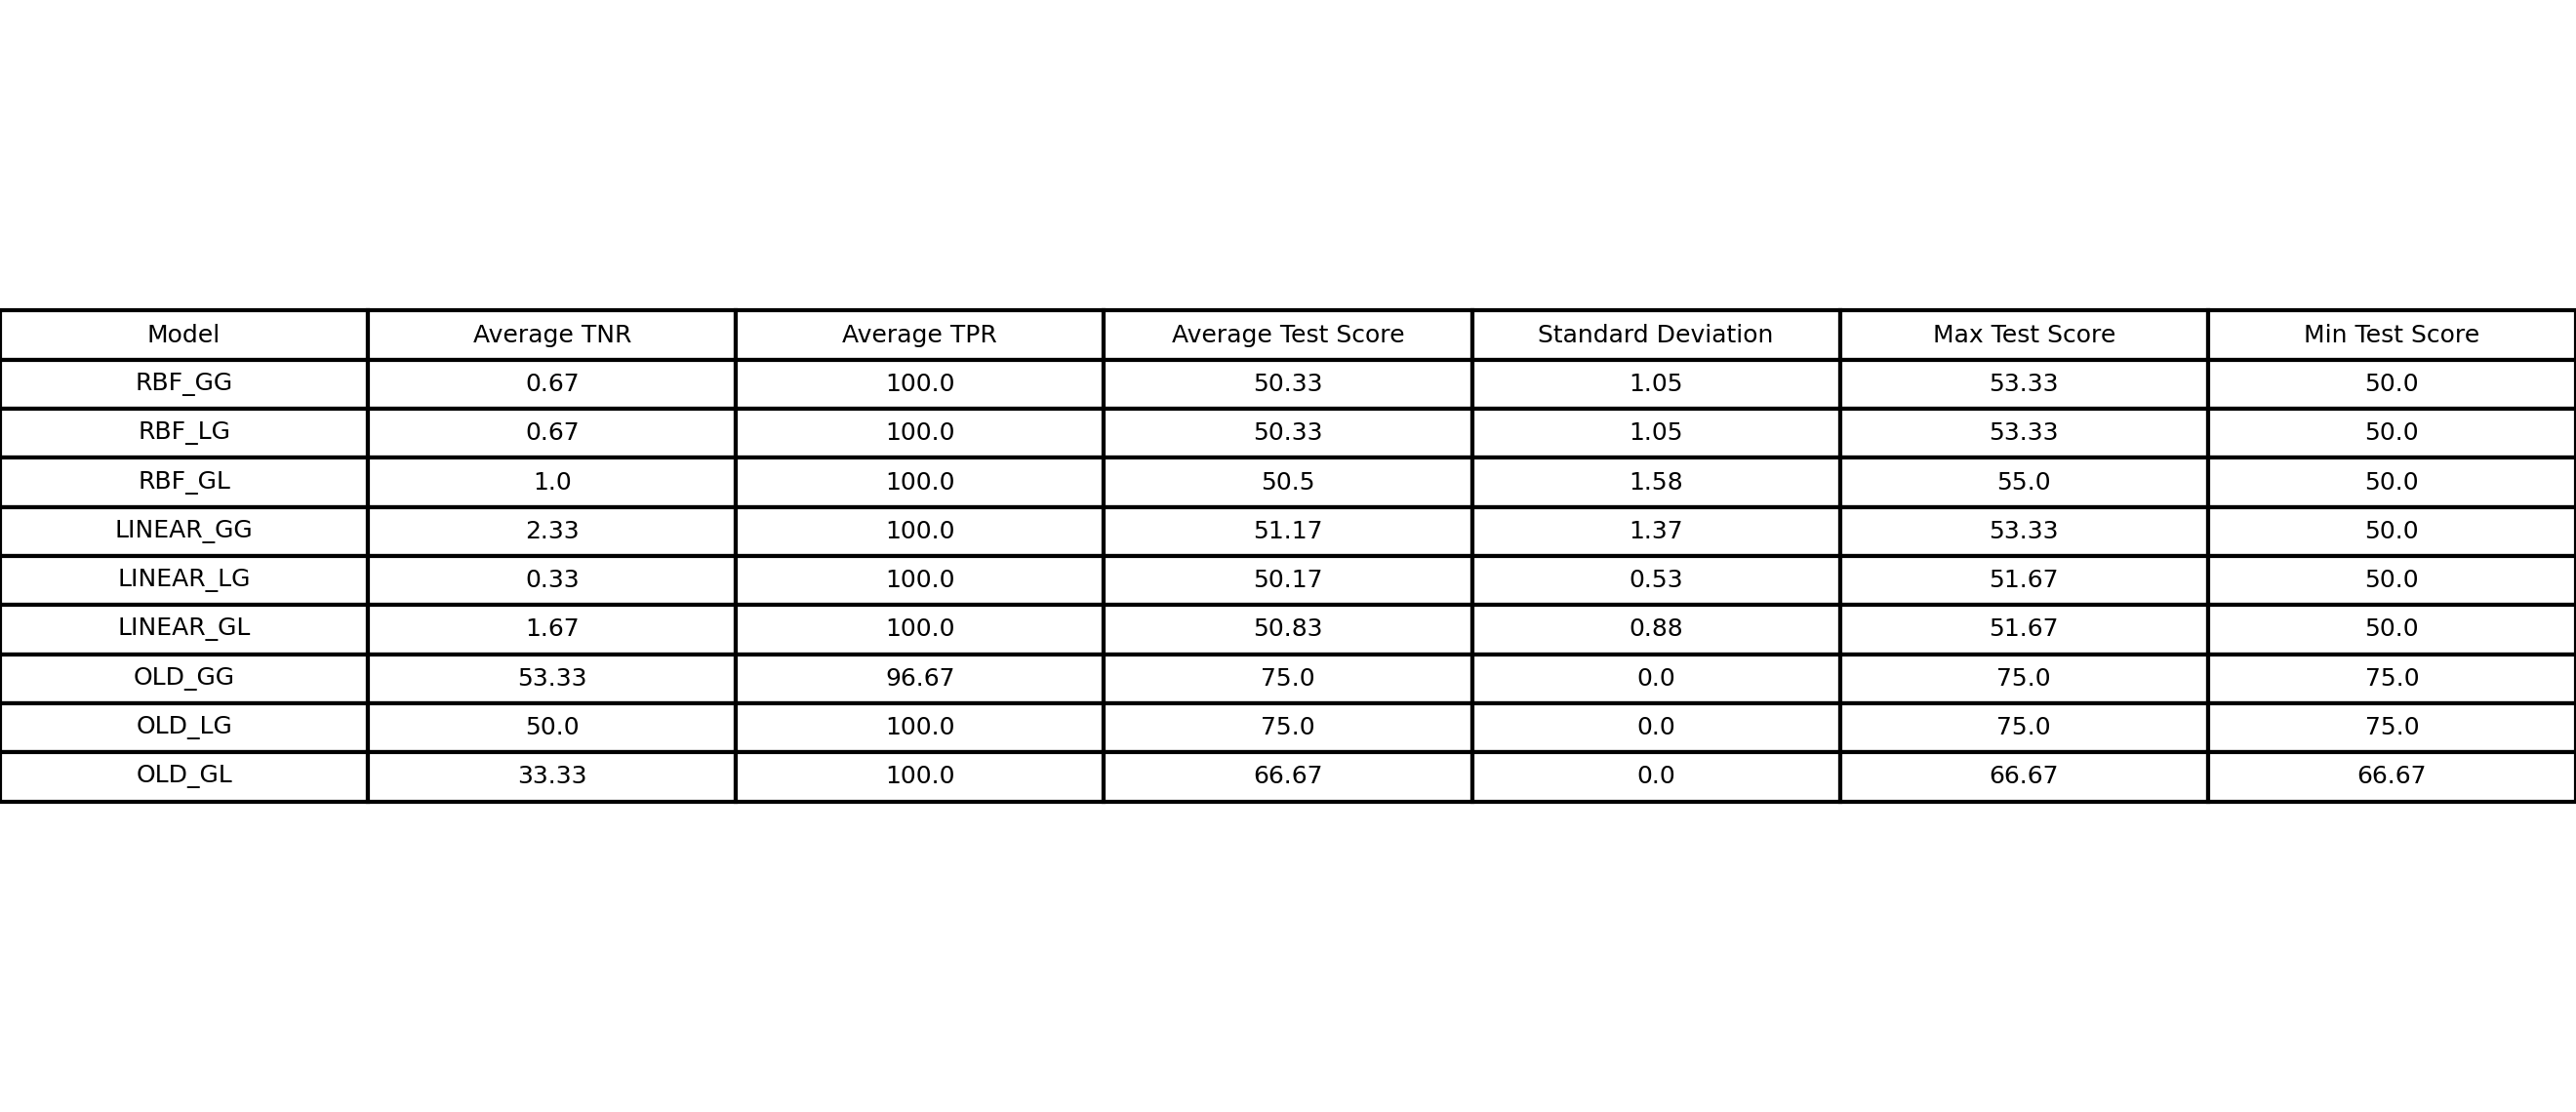 Model Average TNR Average TPR Average Test Score Standard Deviation Max Test Score Min Test Score
RBF_GG 0.67 100.0 50.33 1.05 53.33 50.0
RBF_LG 0.67 100.0 50.33 1.05 53.33 50.0
RBF_GL 1.0 100.0 50.5 1.58 55.0 50.0
LINEAR_GG 2.33 100.0 51.17 1.37 53.33 50.0
LINEAR_LG 0.33 100.0 50.17 0.53 51.67 50.0
LINEAR_GL 1.67 100.0 50.83 0.88 51.67 50.0
OLD_GG 53.33 96.67 75.0 0.0 75.0 75.0
OLD_LG 50.0 100.0 75.0 0.0 75.0 75.0
OLD_GL 33.33 100.0 66.67 0.0 66.67 66.67